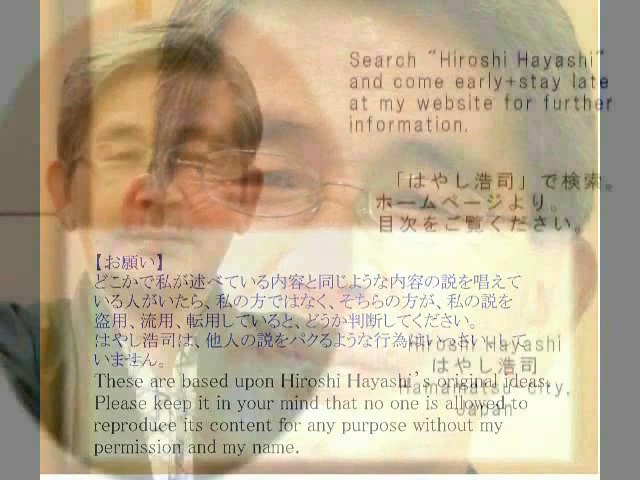 Search "Hiroshi Hayashi"
and come early+stay late
at my website for further
information.
「はやし浩司」で検索。
ホームページより。
目次をご覧ください。
【お願い】
どこかで私が述べている内容と同じような内容の説を唱えて
いる人がいたら、私の方ではなく、そちらの方が、私の説を
盗用、流用、転用していると、どうか判断してください。
はやし浩司は、他人の説をパクるような行為はいっさい、して
いません。
Hiroshi Hayashi
はやし浩司
Hamamatsu-city,
Japan
These are based upon Hiroshi Hayashi's original ideas.
Please keep it in your mind that no one is allowed to
reproduce its content for any purpose without my
permission and my name.